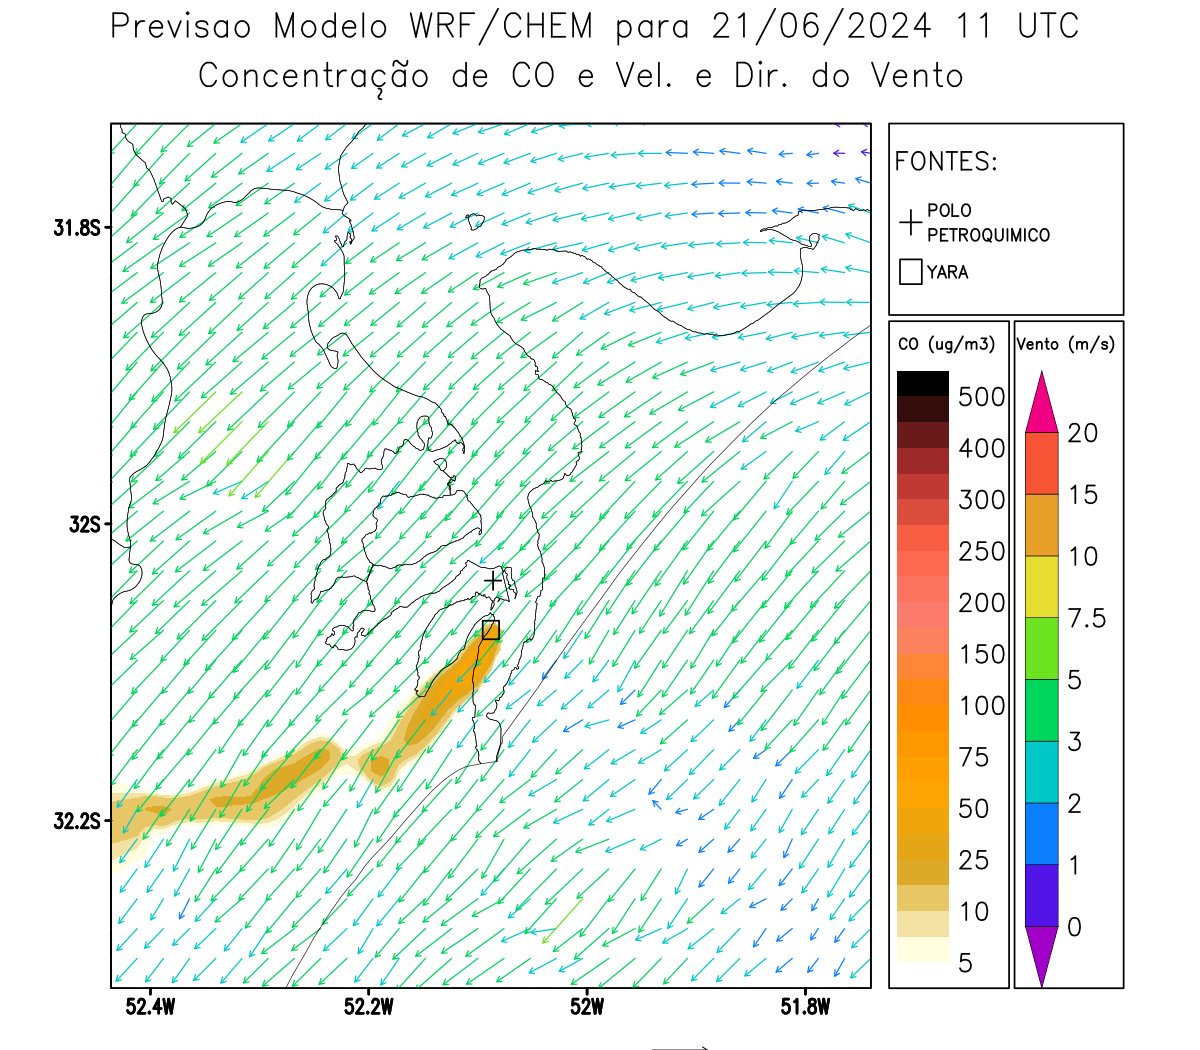 Previsao Modelo WRF/CHEM para 21/06/2024 11 UTC
Concentração de CO e Vel. e Dir. do Vento
FONTES:
POLO
PETROQUIMICO
YARA
CO (ug/m3)
500
400
300
250
200
150
100
75
50
25
10
5
Vento (m/s)
20
15
10
7.5
5
3
2
1
0
31.8S
32S
32.2S
52.4W
52.2W
52W
51.8W